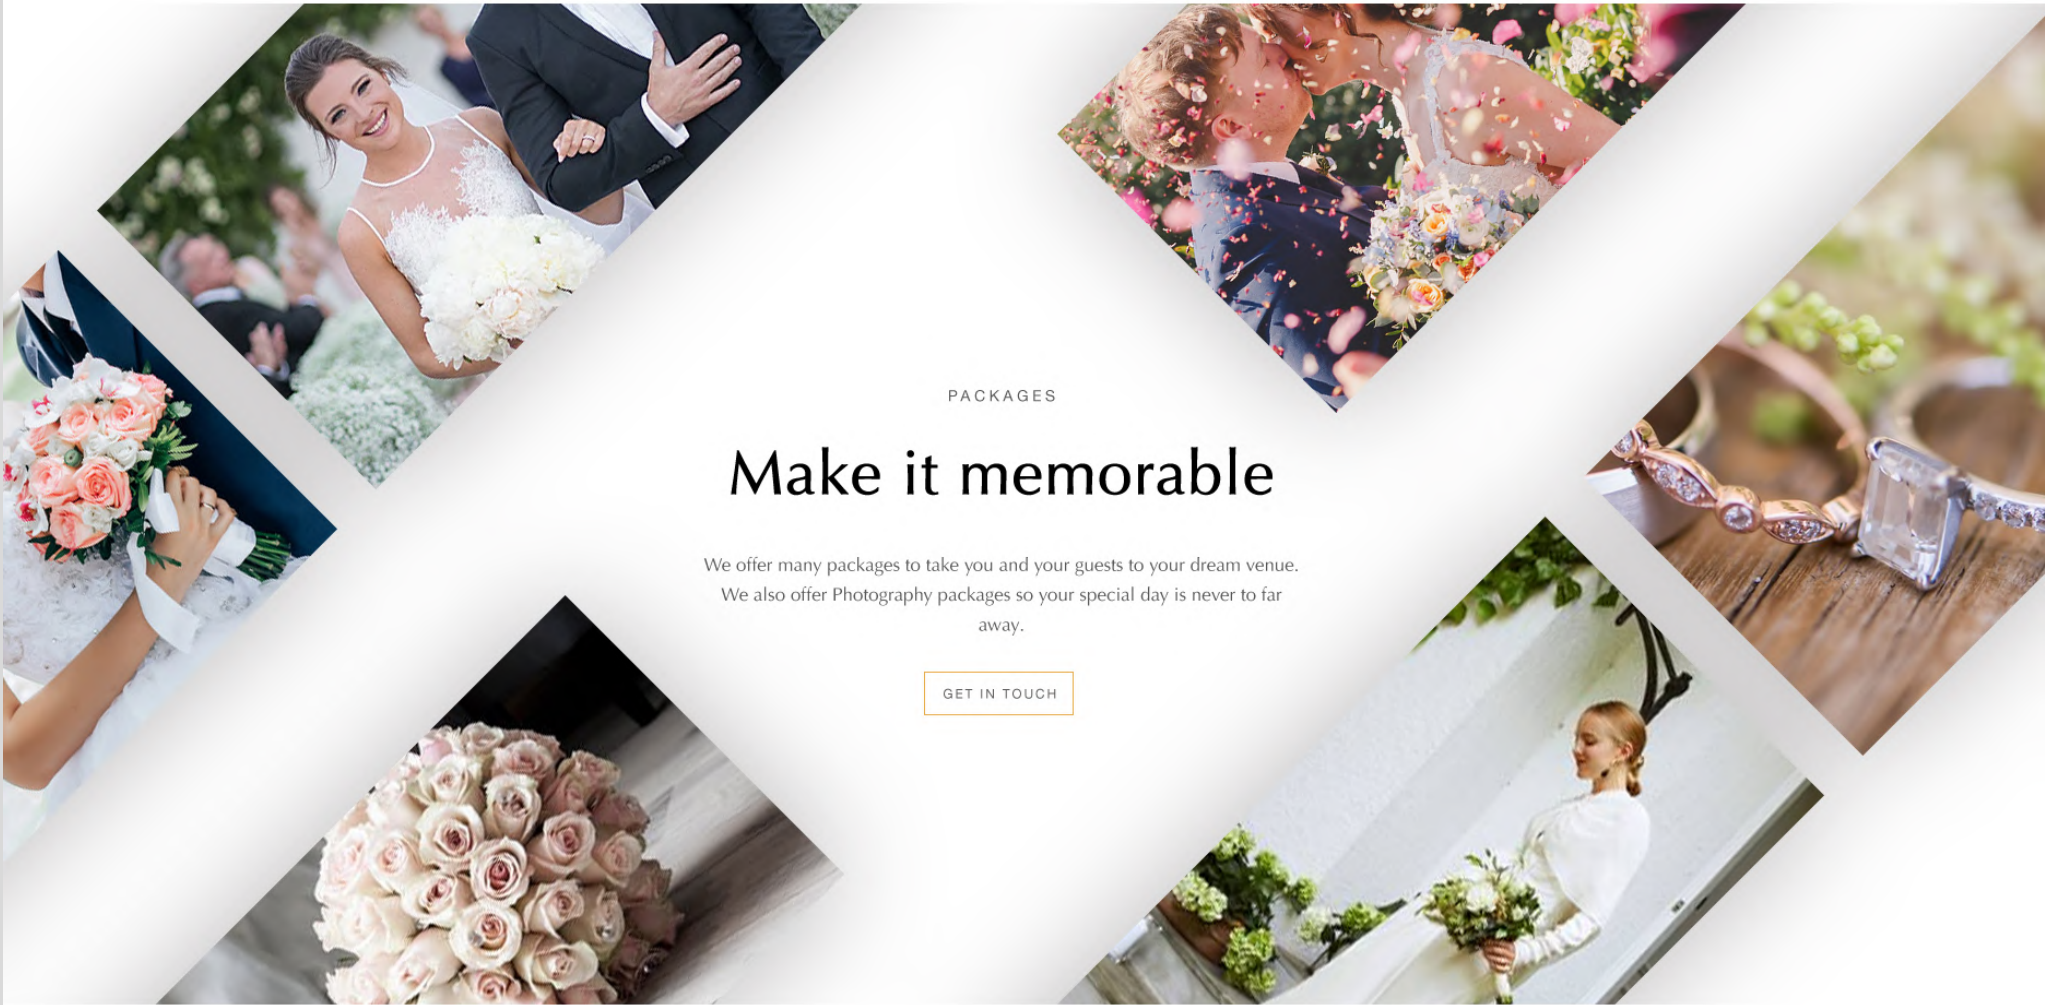 PACKAGES
Make it memorable
We offer many packages to take you and your guests to your dream venue.
We also offer Photography packages so your special day is never to far
away.
GET IN TOUCH